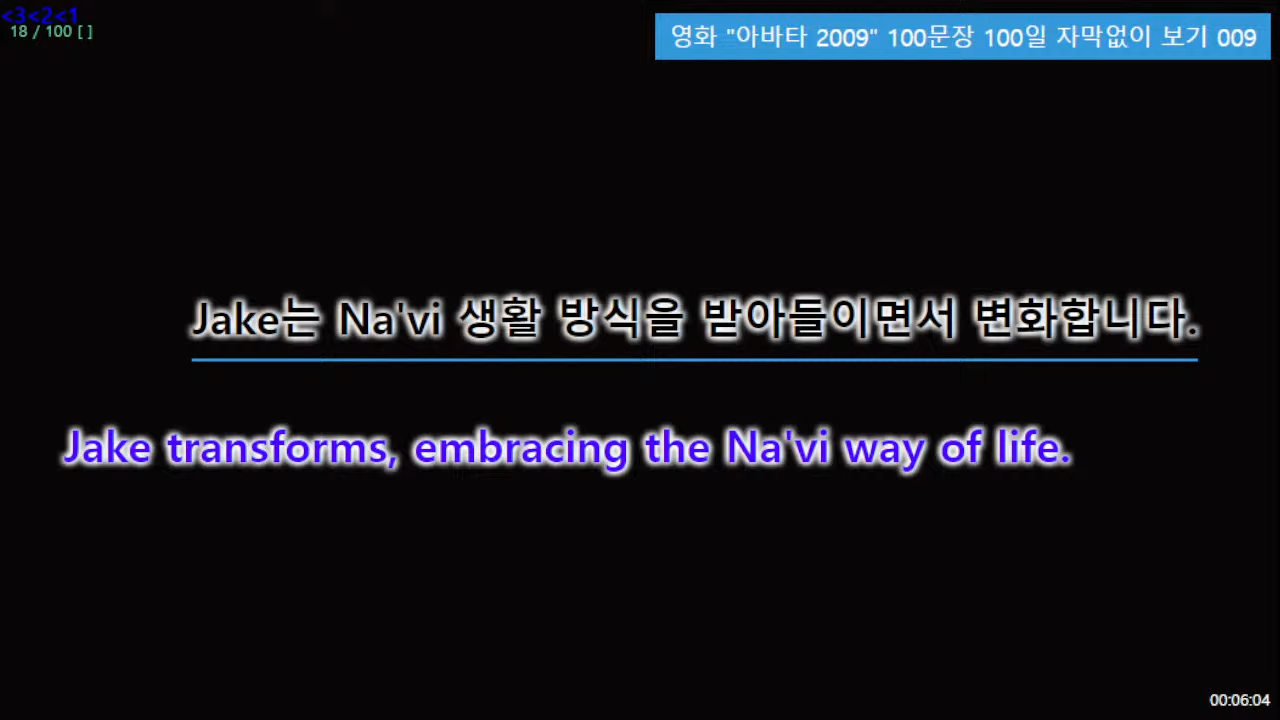 <3<2<1
18 / 100 [ ]
영화 "아바타 2009" 100문장 100일 자막없이 보기 009
Jake는 Na'vi 생활 방식을 받아들이면서 변화합니다.
Jake transforms, embracing the Na'vi way of life.
00:06:04